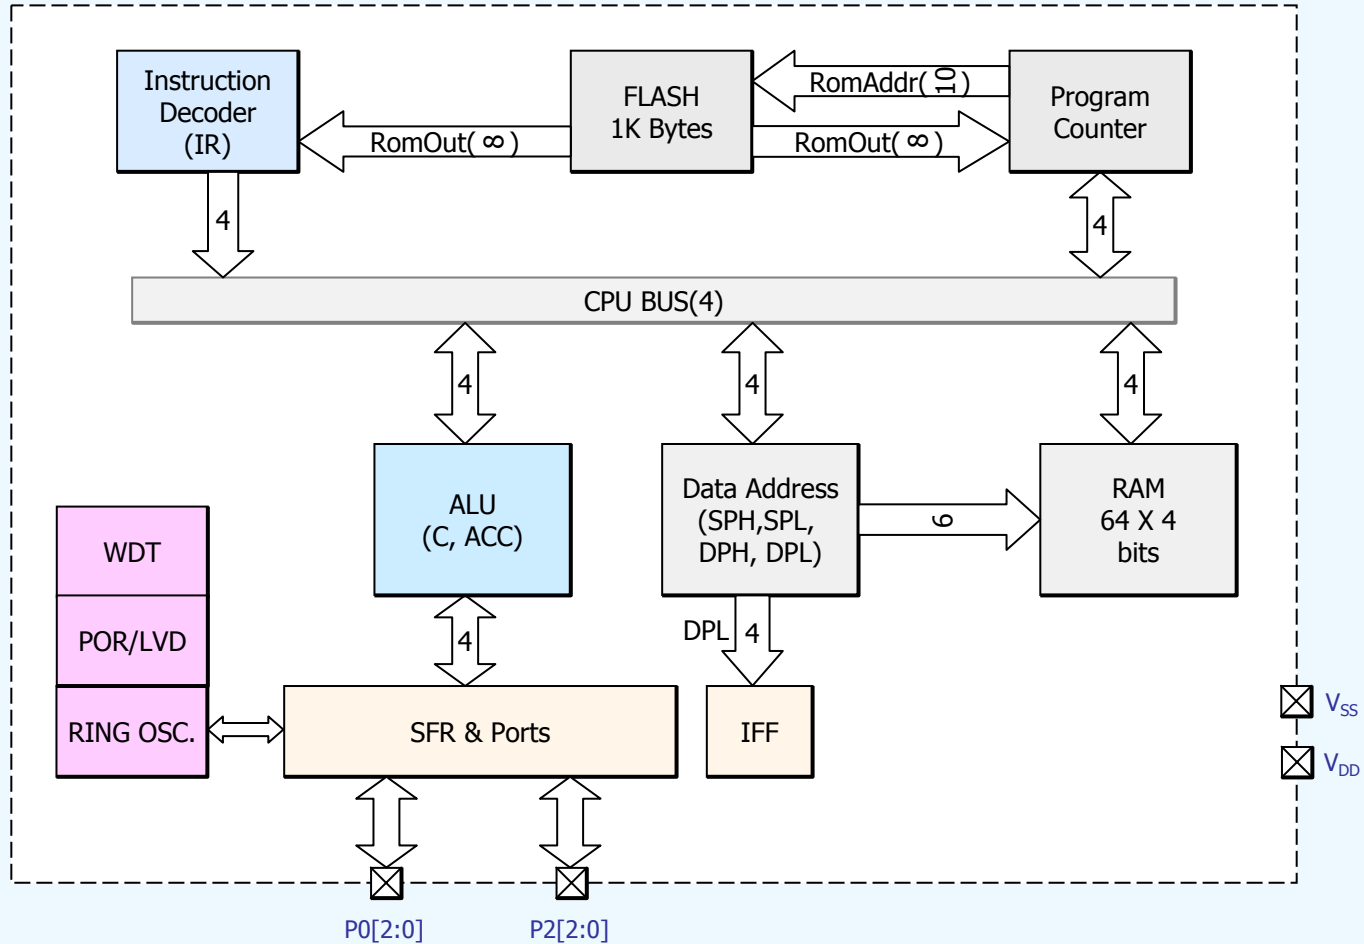 Instruction
Decoder
(IR)
FLASH
1K Bytes
Program
Counter
RomAddr( 10 )
RomOut( 8 )
RomOut( 8 )
4
4
CPU BUS(4)
4
4
4
ALU
(C, ACC)
Data Address
(SPH,SPL,
DPH, DPL)
6
RAM
64 X 4
bits
WDT
POR/LVD
RING OSC.
4
DPL
4
SFR & Ports
IFF
VSS
VDD
P0[2:0]
P2[2:0]